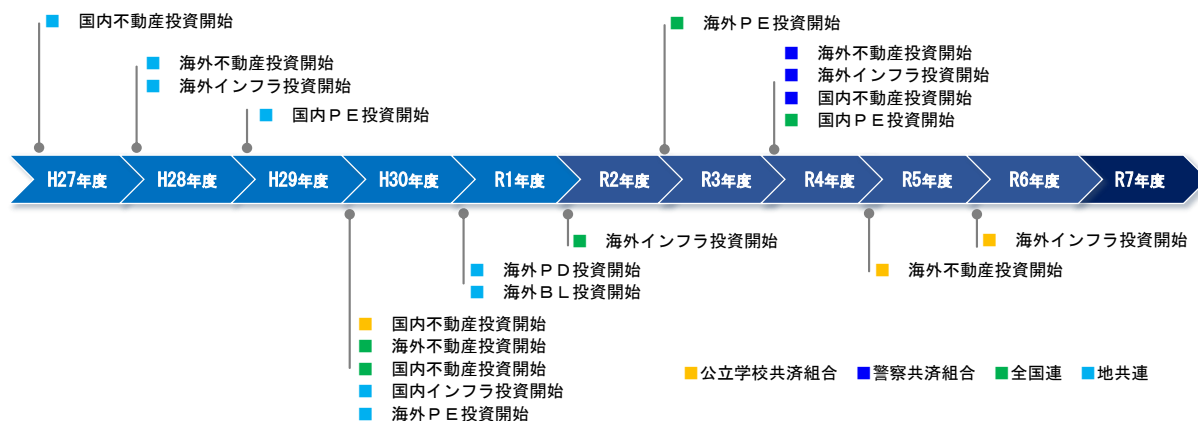 国内不動産投資開始
海外不動産投資開始
海外インフラ投資開始
国内ＰＥ投資開始
海外ＰＥ投資開始
海外不動産投資開始
海外インフラ投資開始
国内不動産投資開始
国内ＰＥ投資開始
H27年度 H28年度 H29年度 H30年度 R1年度 R2年度 R3年度 R4年度 R5年度 R6年度 R7年度
国内不動産投資開始
海外不動産投資開始
国内不動産投資開始
国内インフラ投資開始
海外ＰＥ投資開始
海外ＰＤ投資開始
海外ＢＬ投資開始
海外インフラ投資開始
海外不動産投資開始
海外インフラ投資開始
公立学校共済組合 警察共済組合 全国連 地共連